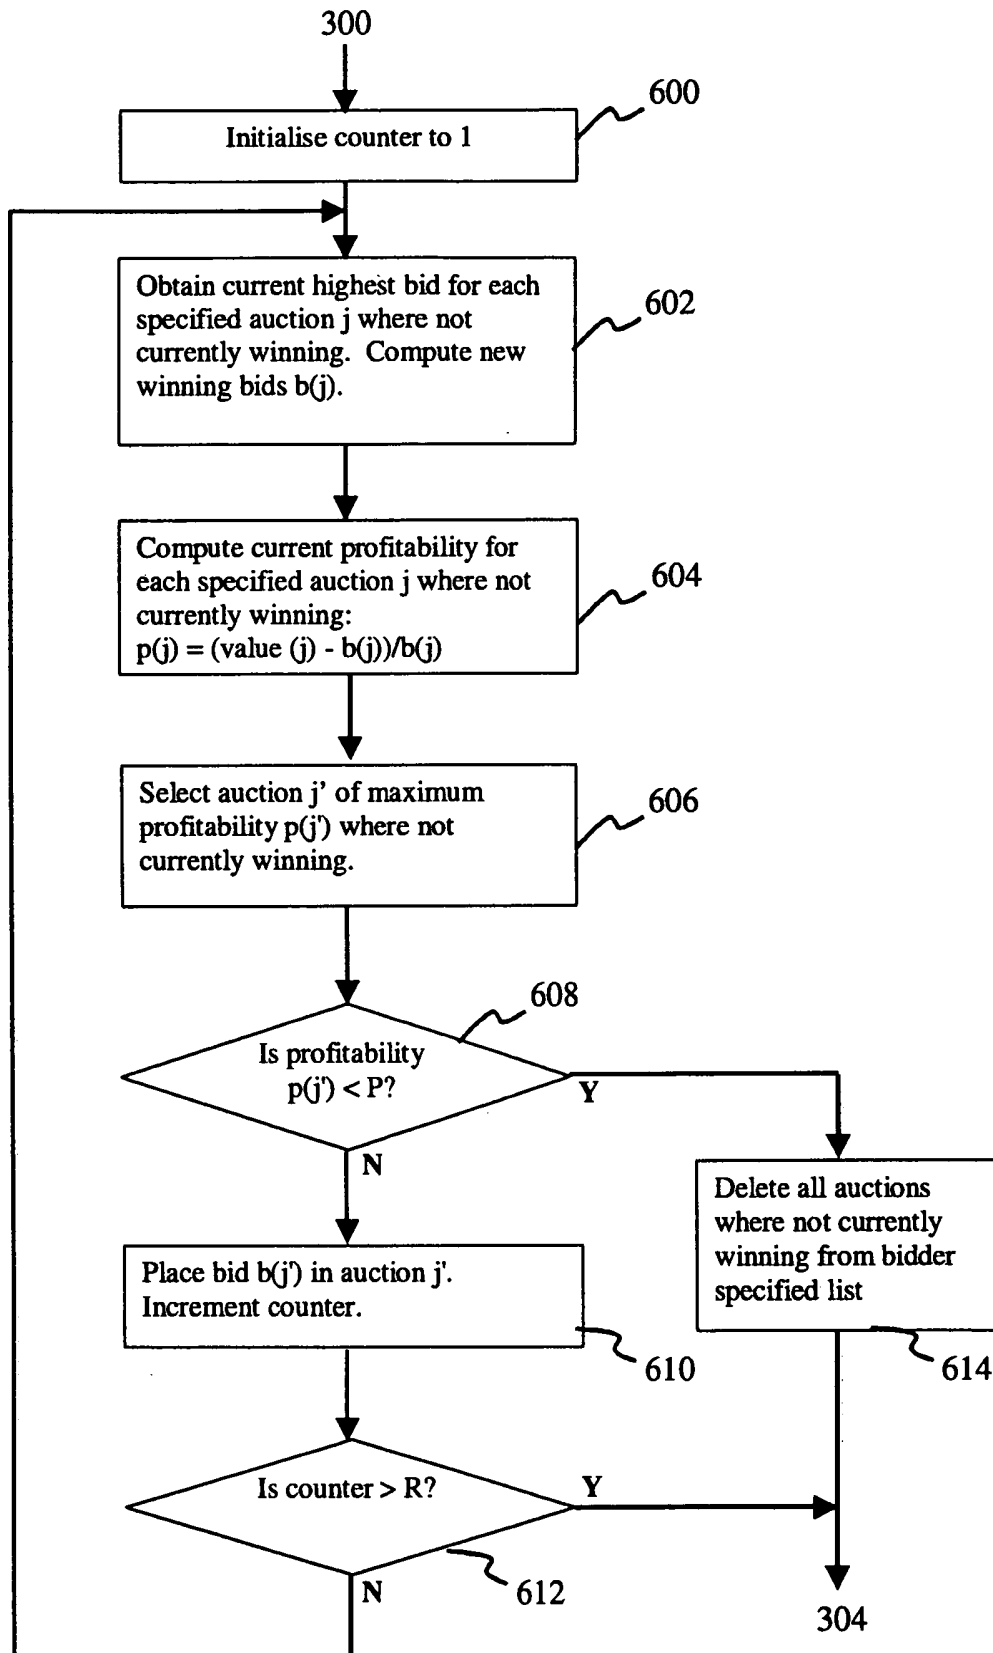 300
600
Initialise counter to 1
Obtain current highest bid for each
specified auction j where not
currently winning.  Compute new
winning bids b(j).
602
Compute current profitability for
each specified auction j where not
currently winning:
p(j) = (value (j) - b(j))/b(j)
604
Select auction j' of maximum
profitability p(j') where not
currently winning.
606
608
Is profitability
p(j') < P?
Y
N
Delete all auctions
where not currently
winning from bidder
specified list
614
Place bid b(j') in auction j'.
Increment counter.
610
Is counter > R?
Y
N
612
304